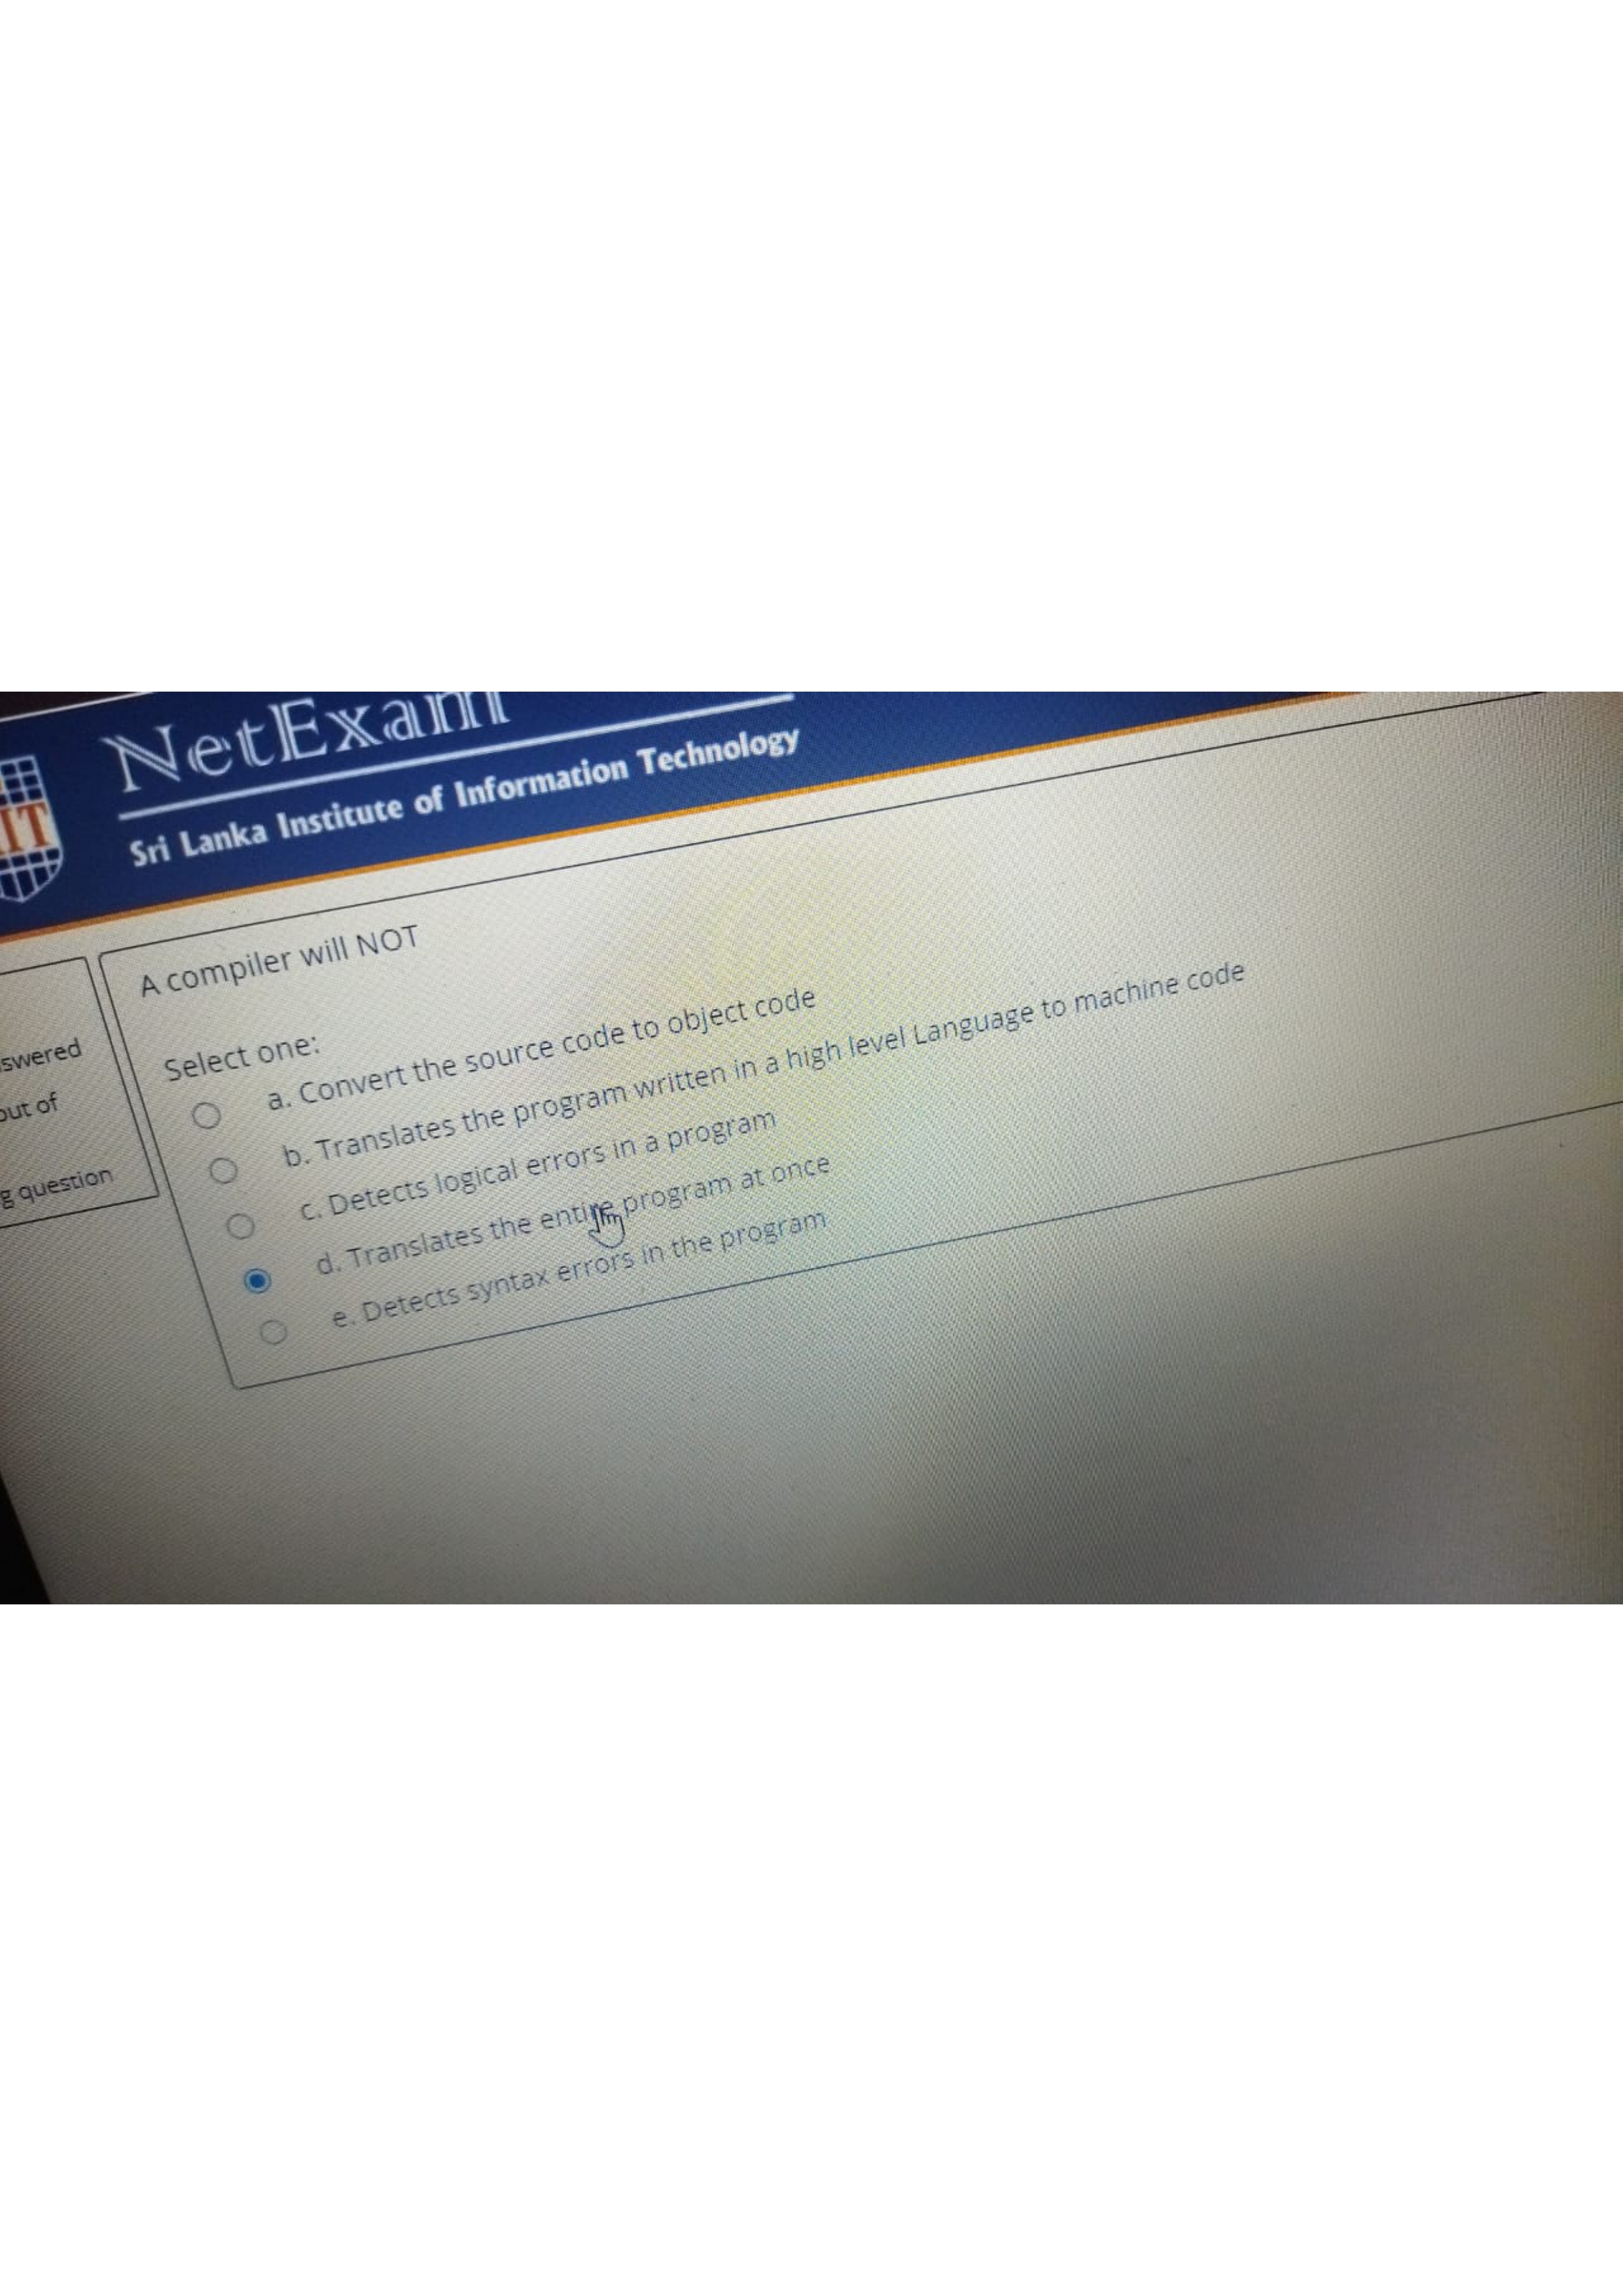 NetExam
Sri Lanka Institute of Information Technology
IT
swered
out of
g question
A compiler will NOT
Select one:
a. Convert the source code to object code
b. Translates the program written in a high level Language to machine code
c. Detects logical errors in a program
d. Translates the entire program at once
e. Detects syntax errors in the program